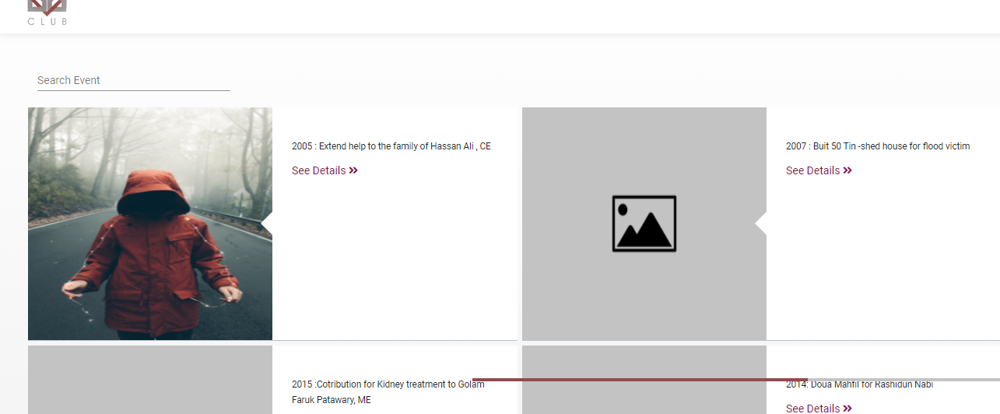 CLUB
Search Event
2005 : Extend help to the family of Hassan Ali , CE
See Details
2007 : Buit 50 Tin -shed house for flood victim
See Details
2015 :Cotribution for Kidney treatment to Golam
Faruk Patawary, ME
2014: Doua Mahfil for Rashidun Nabi
See Details